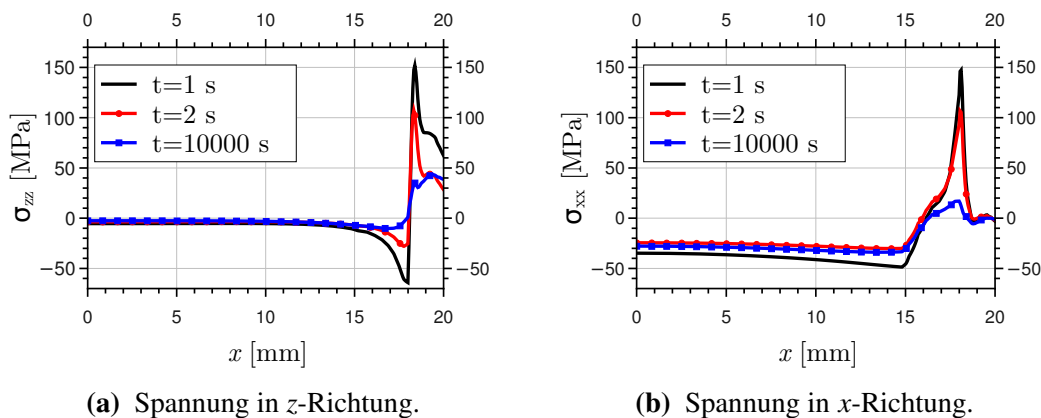 0 5 10 15 20
150
100
50
0
−50
150
100
50
0
−50
t=1 s
t=2 s
t=10000 s
σzz [MPa]
0 5 10 15 20
x [mm]
(a) Spannung in z-Richtung.
0 5 10 15 20
150
100
50
0
−50
150
100
50
0
−50
t=1 s
t=2 s
t=10000 s
σxx [MPa]
0 5 10 15 20
x [mm]
(b) Spannung in x-Richtung.